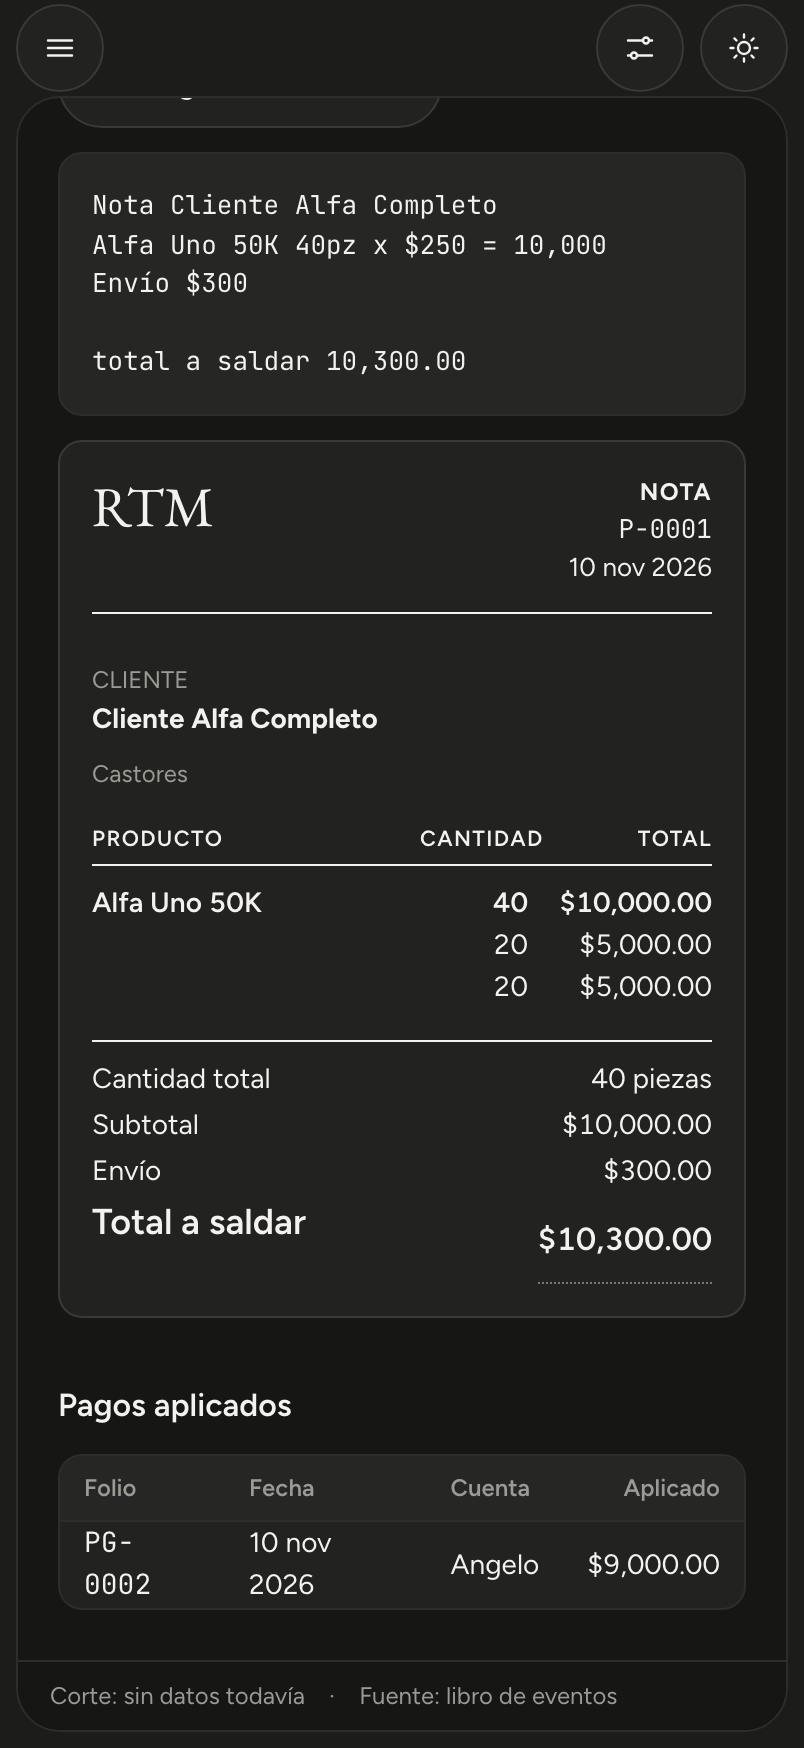 Nota Cliente Alfa Completo
Alfa Uno 50K 40pz x $250 = 10,000
Envío $300
total a saldar 10,300.00
RTM
NOTA
P-0001
10 nov 2026
CLIENTE
Cliente Alfa Completo
Castores
PRODUCTO CANTIDAD TOTAL
Alfa Uno 50K 40 $10,000.00
20 $5,000.00
20 $5,000.00
Cantidad total 40 piezas
Subtotal $10,000.00
Envío $300.00
Total a saldar $10,300.00
Pagos aplicados
Folio Fecha Cuenta Aplicado
PG-0002 10 nov 2026 Angelo $9,000.00
Corte: sin datos todavía · Fuente: libro de eventos